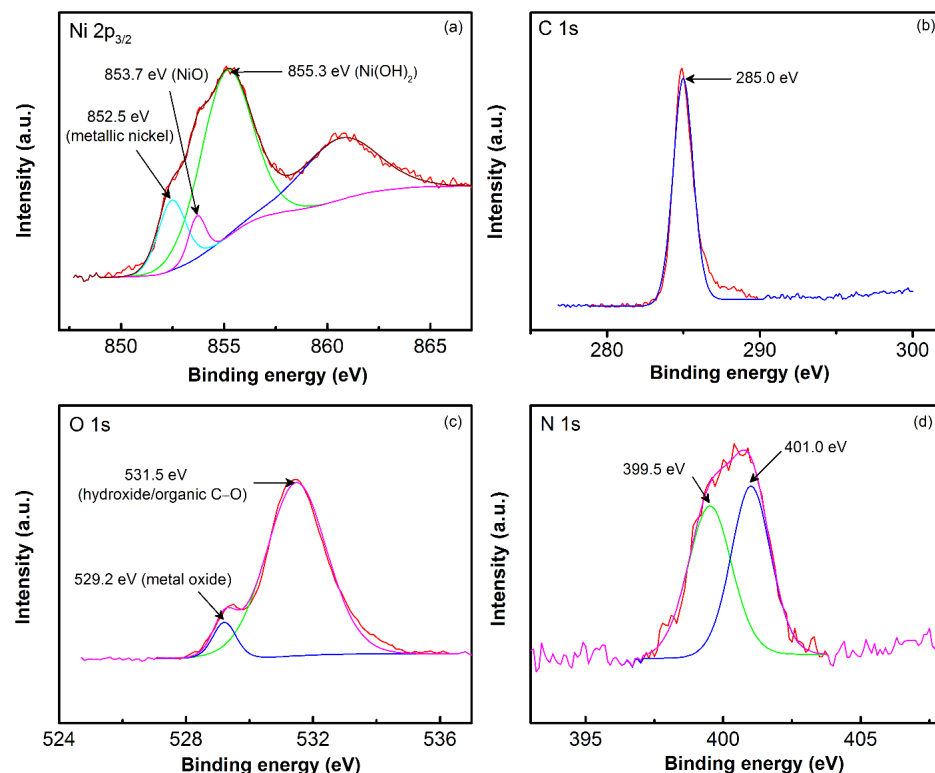 Ni 2p3/2
(a)
853.7 eV (NiO)
855.3 eV (Ni(OH)2)
852.5 eV
(metallic nickel)
Intensity (a.u.)
850
855
860
865
Binding energy (eV)
C 1s
(b)
285.0 eV
Intensity (a.u.)
280
290
300
Binding energy (eV)
O 1s
(c)
531.5 eV
(hydroxide/organic C–O)
529.2 eV (metal oxide)
Intensity (a.u.)
524
528
532
536
Binding energy (eV)
N 1s
(d)
399.5 eV
401.0 eV
Intensity (a.u.)
395
400
405
Binding energy (eV)